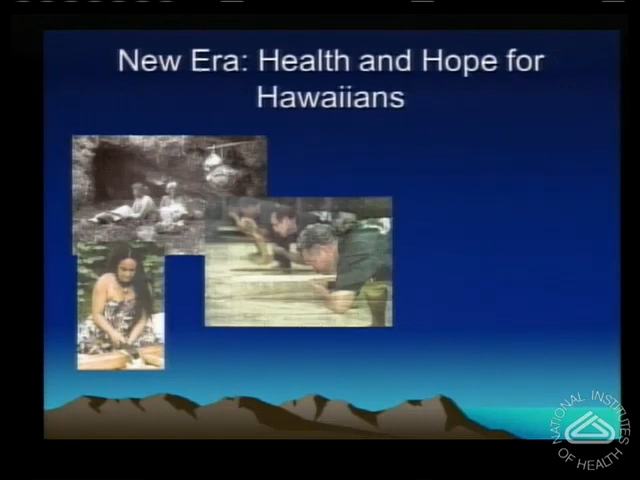 New Era: Health and Hope for
Hawaiians
NATIONAL INSTITUTES
OF HEALTH